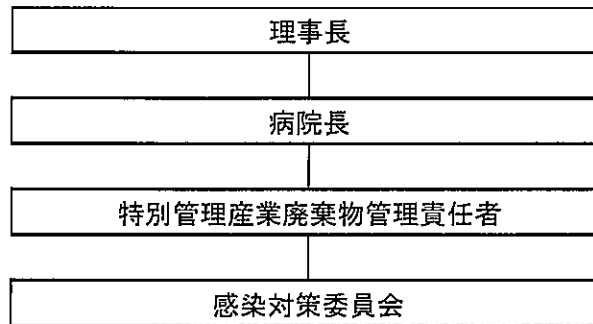 理事長
病院長
特別管理産業廃棄物管理責任者
感染対策委員会